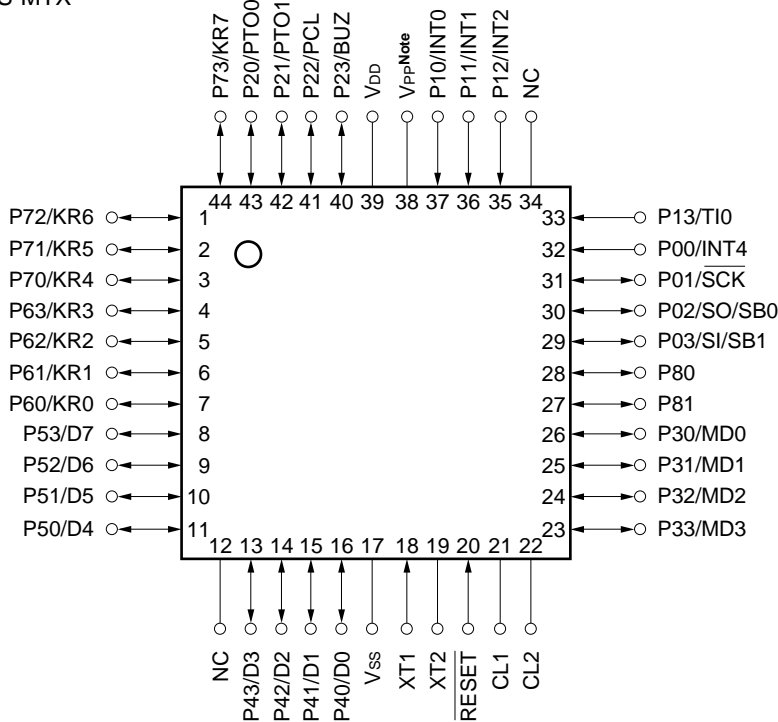 P73/KR7
P20/PTO0
P21/PTO1
P22/PCL
P23/BUZ
VDD
VPPNote
P10/INT0
P11/INT1
P12/INT2
NC
44 43 42 41 40 39 38 37 36 35 34
P72/KR6 1
P71/KR5 2
P70/KR4 3
P63/KR3 4
P62/KR2 5
P61/KR1 6
P60/KR0 7
P53/D7 8
P52/D6 9
P51/D5 10
P50/D4 11
33 P13/TI0
32 P00/INT4
31 P01/SCK
30 P02/SO/SB0
29 P03/SI/SB1
28 P80
27 P81
26 P30/MD0
25 P31/MD1
24 P32/MD2
23 P33/MD3
12 13 14 15 16 17 18 19 20 21 22
NC
P43/D3
P42/D2
P41/D1
P40/D0
VSS
XT1
XT2
RESET
CL1
CL2